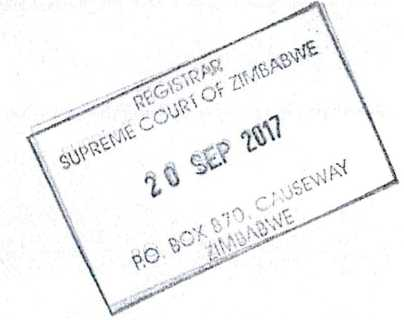 REGISTRAR
SUPREME COURT OF ZIMBABWE
20 SEP 2017
P.O. BOX 870, CAUSEWAY
ZIMBABWE